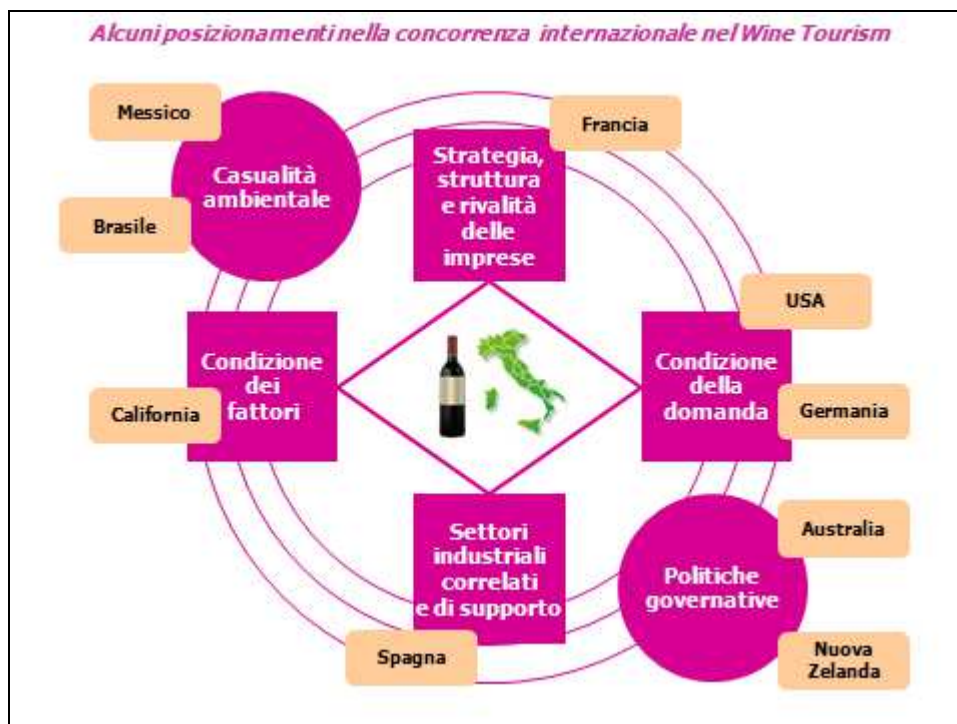 Alcuni posizionamenti nella concorrenza internazionale nel Wine Tourism
Messico
Francia
Casualità
ambientale
Strategia,
struttura
e rivalità
delle
imprese
Brasile
USA
Condizione
dei
fattori
Condizione
della
domanda
California
Germania
Settori
industriali
correlati
e di supporto
Australia
Politiche
governative
Spagna
Nuova
Zelanda